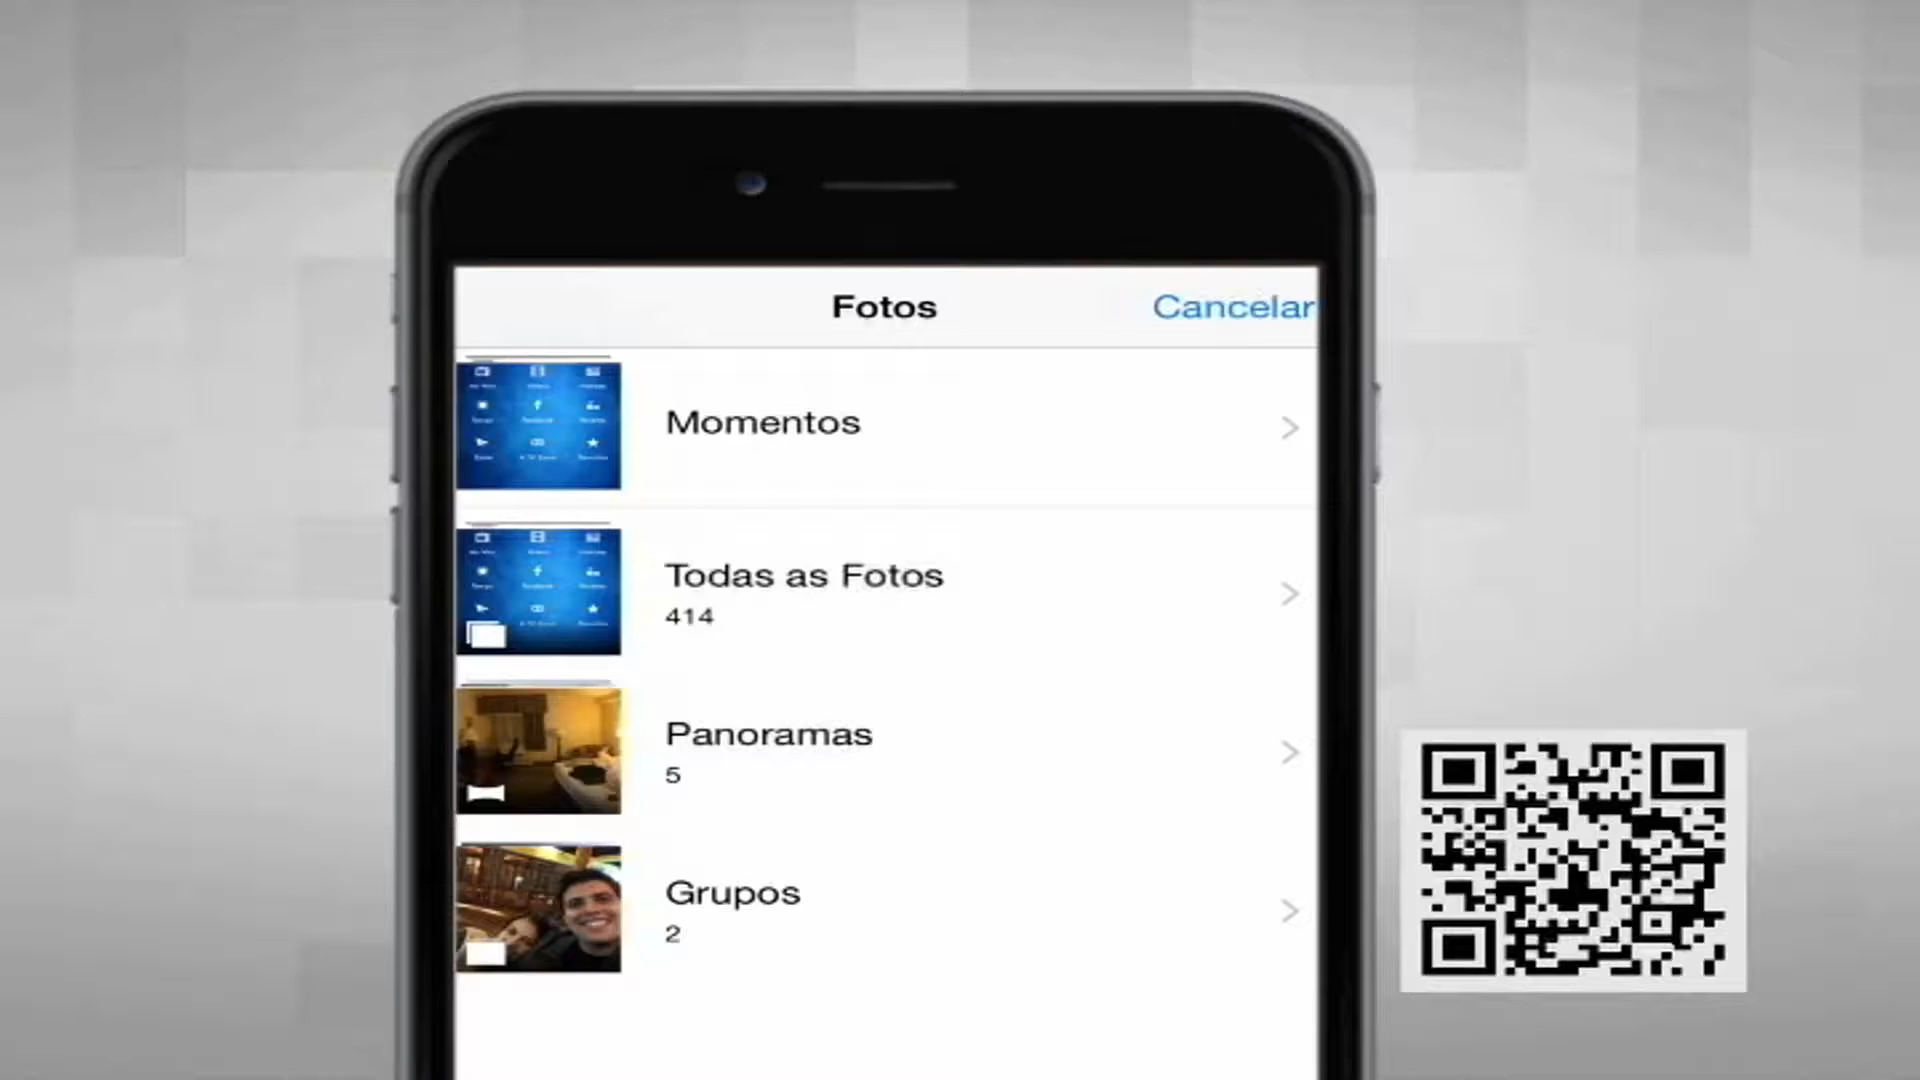 Fotos
Cancelar
Momentos
Todas as Fotos
414
Panoramas
5
Grupos
2